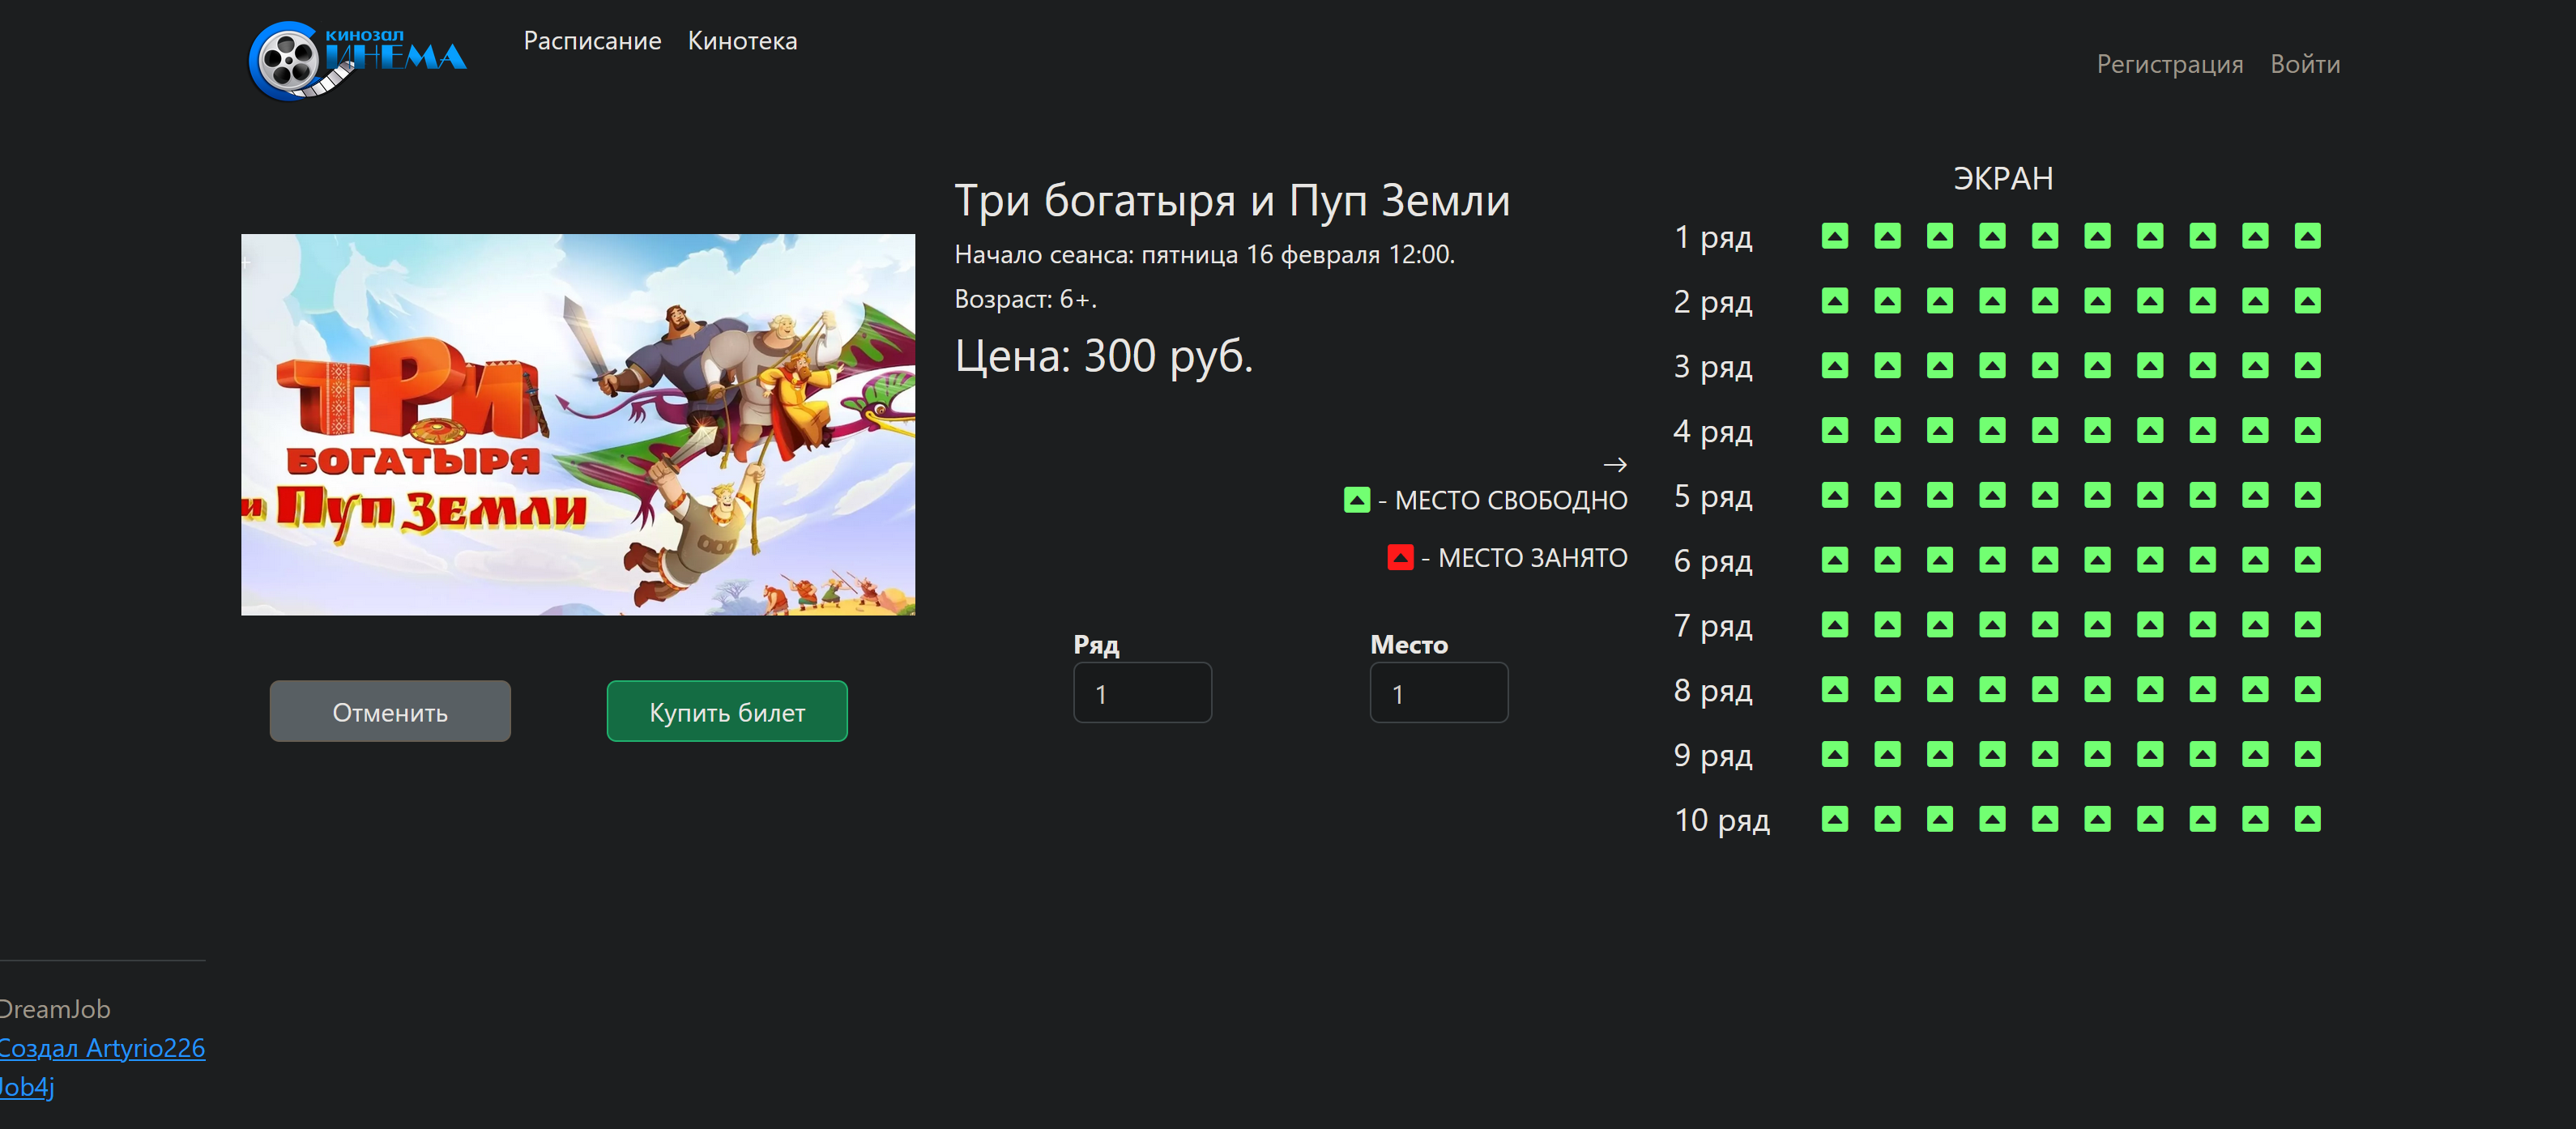 кинозал
СИНЕМА
Расписание Кинотека
Регистрация Войти
Три богатыря и Пуп Земли
Начало сеанса: пятница 16 февраля 12:00.
Возраст: 6+.
Цена: 300 руб.
ТРИ
БОГАТЫРЯ
и Пуп Земли
→
- МЕСТО СВОБОДНО
- МЕСТО ЗАНЯТО
Ряд
1
Место
1
Отменить
Купить билет
ЭКРАН
1 ряд
2 ряд
3 ряд
4 ряд
5 ряд
6 ряд
7 ряд
8 ряд
9 ряд
10 ряд
DreamJob
Создал Artyrio226
Job4j